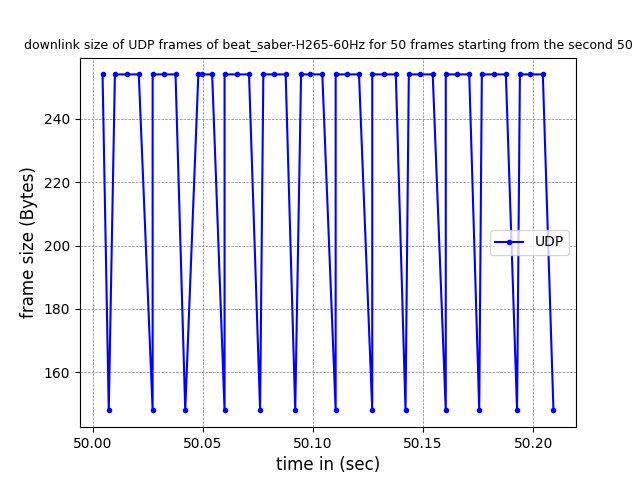 downlink size of UDP frames of beat_saber-H265-60Hz for 50 frames starting from the second 50
frame size (Bytes)
240
220
200
180
160
UDP
50.00 50.05 50.10 50.15 50.20
time in (sec)